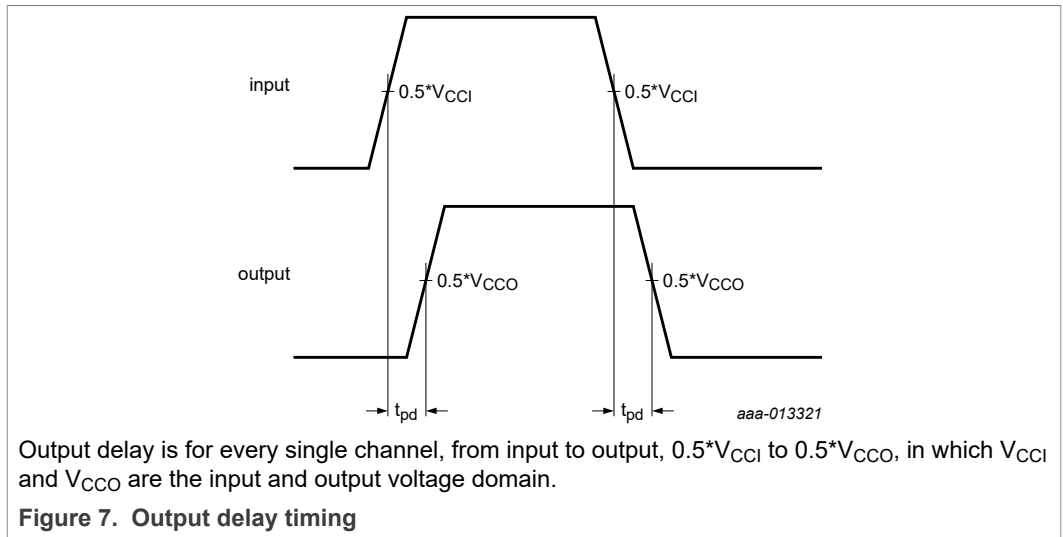 input
0.5*VCCI
0.5*VCCI
output
0.5*VCCO
0.5*VCCO
tpd
tpd
aaa-013321
Output delay is for every single channel, from input to output, 0.5*VCCI to 0.5*VCCO, in which VCCI
and VCCO are the input and output voltage domain.
Figure 7. Output delay timing